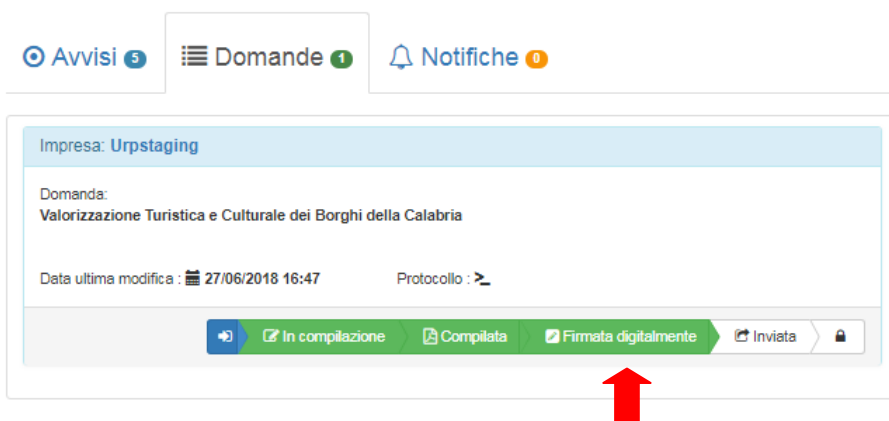 Avvisi 5 Domande 1 Notifiche 0
Impresa: Urpstaging
Domanda:
Valorizzazione Turistica e Culturale dei Borghi della Calabria
Data ultima modifica : 27/06/2018 16:47 Protocollo :
In compilazione Compilata Firmata digitalmente Inviata